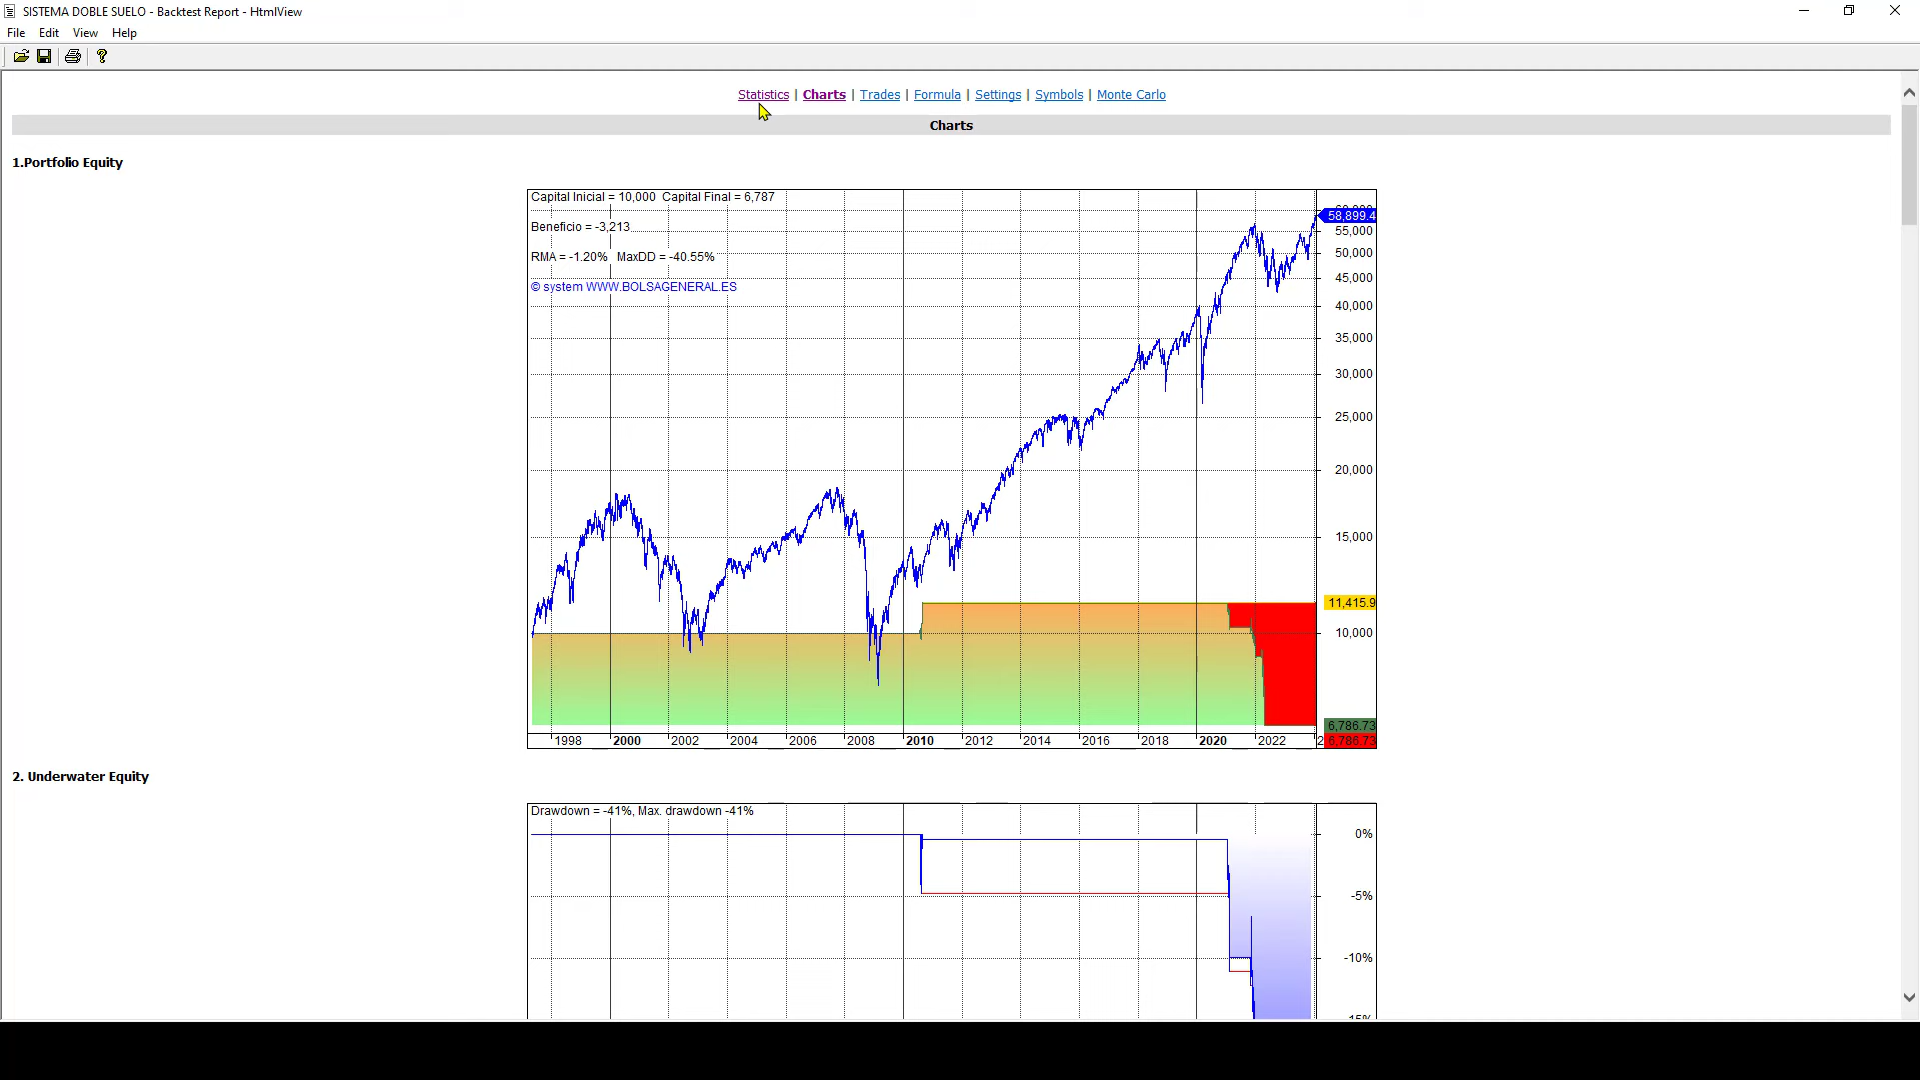 SISTEMA DOBLE SUELO - Backtest Report - HtmlView
File Edit View Help
Statistics | Charts | Trades | Formula | Settings | Symbols | Monte Carlo
Charts
1.Portfolio Equity
Capital Inicial = 10,000 Capital Final = 6,787
Beneficio = -3,213
RMA = -1.20% MaxDD = -40.55%
© system WWW.BOLSAGENERAL.ES
58,899.4
55,000
50,000
45,000
40,000
35,000
30,000
25,000
20,000
15,000
11,415.9
10,000
6,786.73
6,786.73
1998 2000 2002 2004 2006 2008 2010 2012 2014 2016 2018 2020 2022
2. Underwater Equity
Drawdown = -41%, Max. drawdown -41%
0%
-5%
-10%